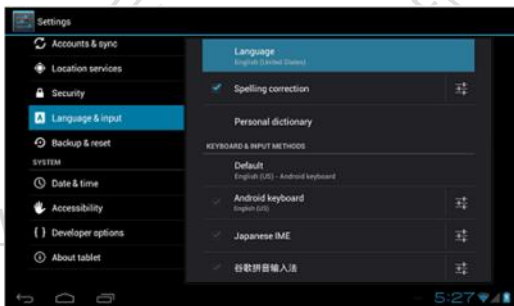 Settings
Accounts & sync
Location services
Security
Language & input
Backup & reset
SYSTEM
Date & time
Accessibility
{ } Developer options
About tablet
Language
English (United States)
Spelling correction
Personal dictionary
KEYBOARD & INPUT METHODS
Default
English (US) - Android keyboard
Android keyboard
English (US)
Japanese IME
谷歌拼音输入法
5:27